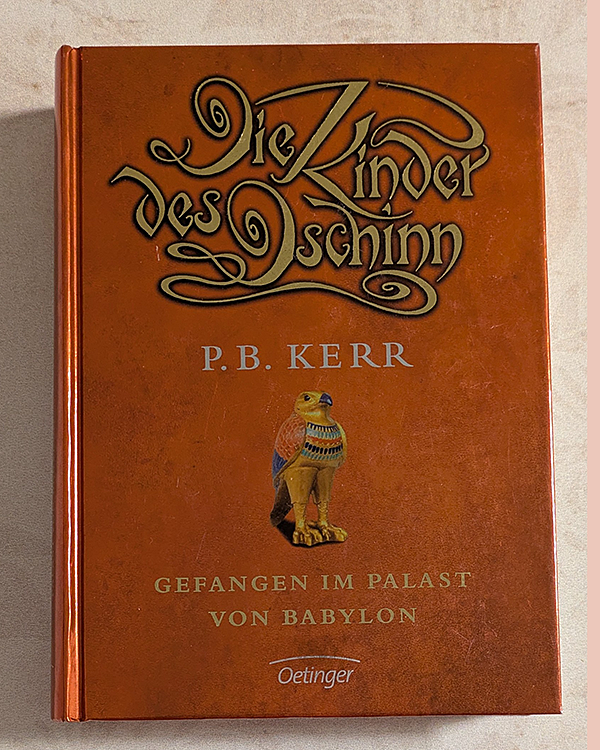 Die Kinder
des Dschinn
P.B. KERR
GEFANGEN IM PALAST
VON BABYLON
Oetinger